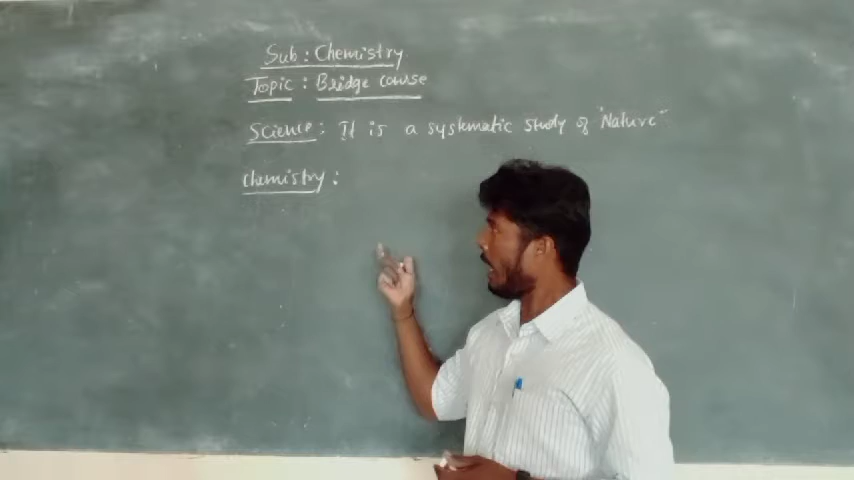 Sub : Chemistry
Topic : Bridge course
Science : It is a systematic study of "Nature"
Chemistry :